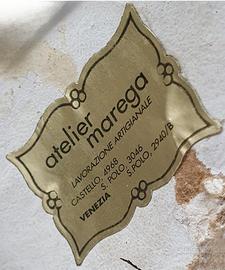 atelier
marega
LAVORAZIONE ARTIGIANALE
CASTELLO, 4968
S. POLO, 3046
S. POLO, 2940/B
VENEZIA